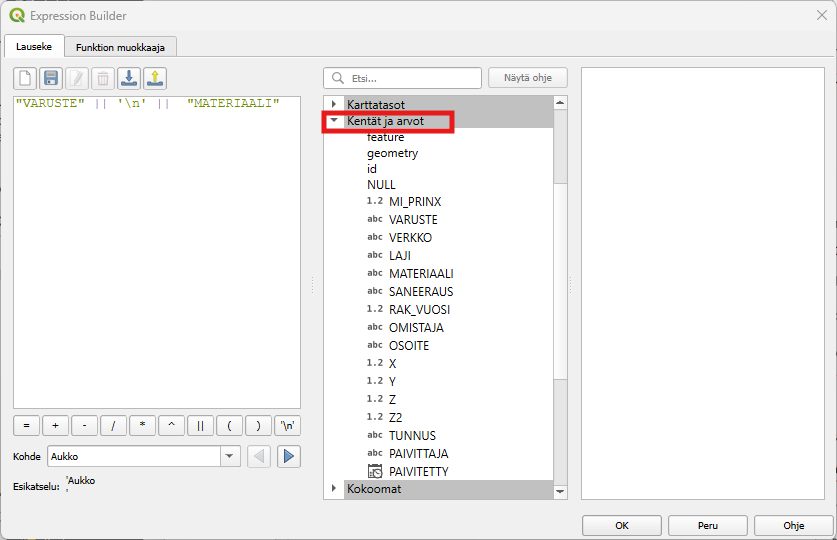 Expression Builder
Lauseke
Funktion muokkaaja
Etsi...
Näytä ohje
"VARUSTE" || '\n' || "MATERIAALI"
Karttatasot
Kentät ja arvot
feature
geometry
id
NULL
1.2 MI_PRINX
abc VARUSTE
abc VERKKO
abc LAJI
abc MATERIAALI
abc SANEERAUS
1.2 RAK_VUOSI
abc OMISTAJA
abc OSOITE
1.2 X
1.2 Y
1.2 Z
1.2 Z2
abc TUNNUS
abc PAIVITTAJA
PAIVITETTY
Kokoomat
= + - / * ^ || ( ) '\n'
Kohde Aukko
Esikatselu: 'Aukko
'
OK Peru Ohje